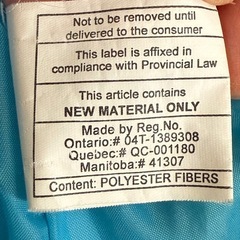 Not to be removed until
delivered to the consumer
This label is affixed in
compliance with Provincial Law
This article contains
NEW MATERIAL ONLY
Made by Reg.No.
Ontario:# 04T-1389308
Quebec:# QC-001180
Manitoba:# 41307
Content: POLYESTER FIBERS